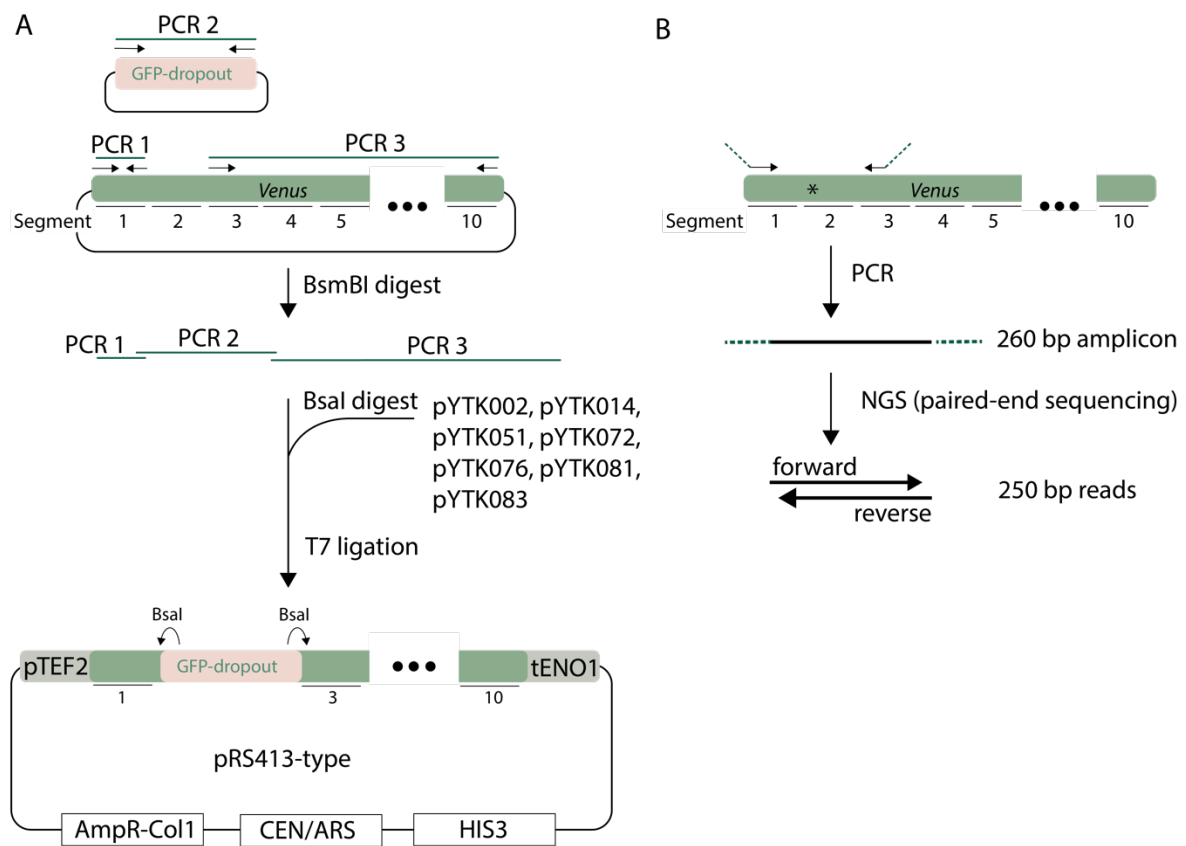 A
PCR 2
GFP-dropout
PCR 1
PCR 3
Venus
Segment 1 2 3 4 5 10
BsmBI digest
PCR 1
PCR 2
PCR 3
BsaI digest
pYTK002, pYTK014,
pYTK051, pYTK072,
pYTK076, pYTK081,
pYTK083
T7 ligation
BsaI
BsaI
pTEF2
GFP-dropout
tENO1
1 3 10
pRS413-type
AmpR-Col1
CEN/ARS
HIS3
B
*
Venus
Segment 1 2 3 4 5 10
PCR
260 bp amplicon
NGS (paired-end sequencing)
forward
250 bp reads
reverse